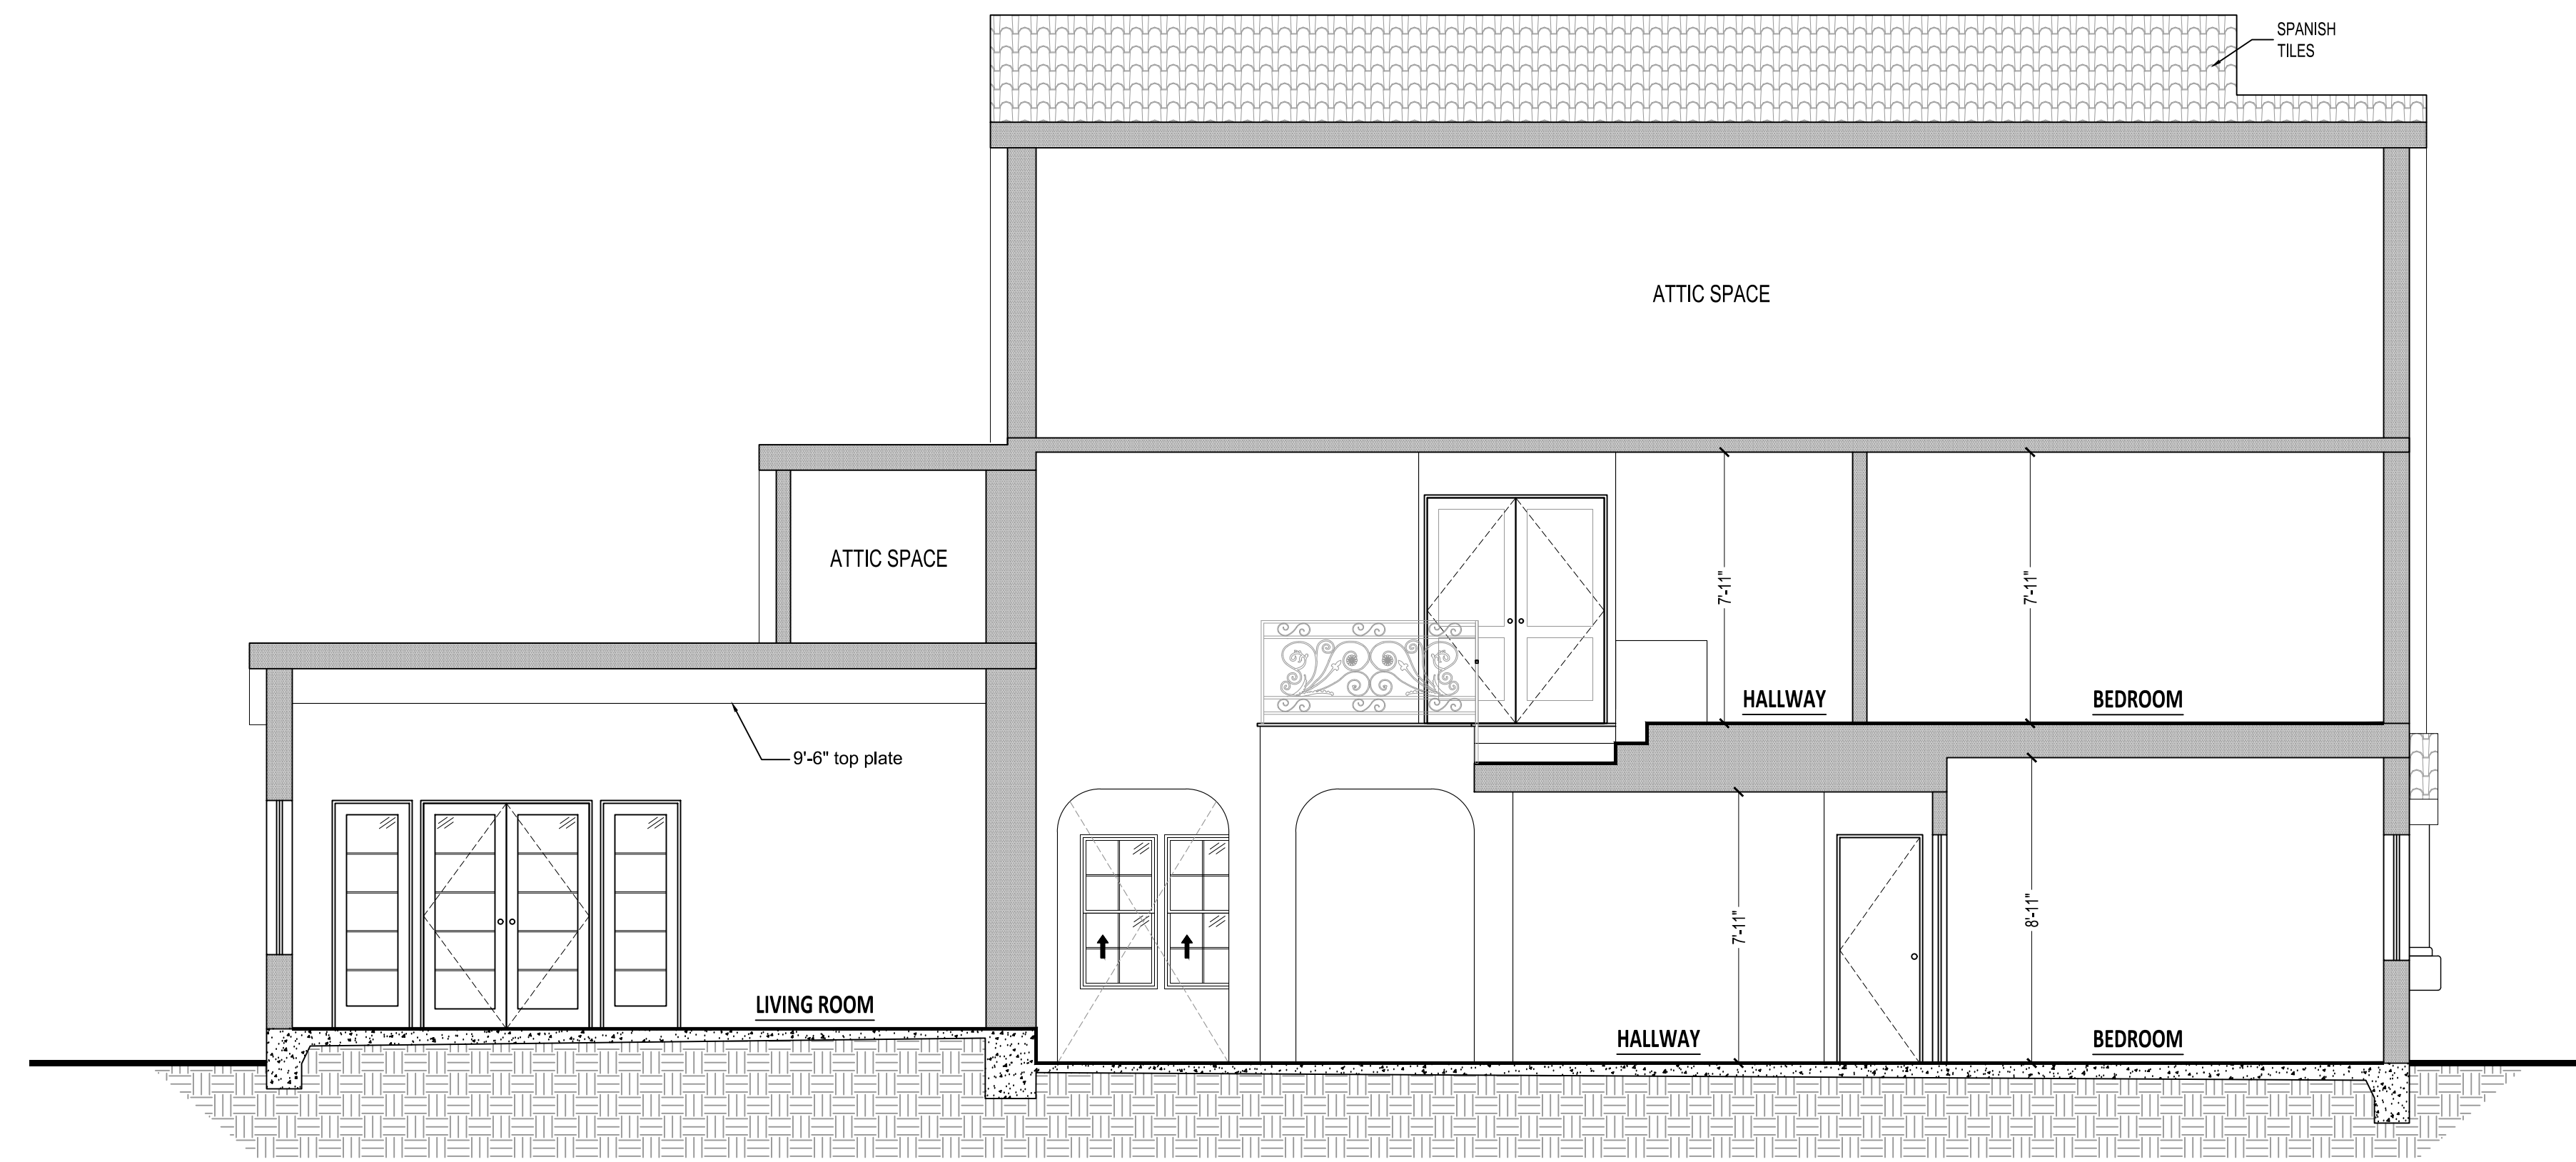 SPANISH
TILES
ATTIC SPACE
ATTIC SPACE
7'-11"
7'-11"
HALLWAY
BEDROOM
9'-6" top plate
7'-11"
8'-11"
LIVING ROOM
HALLWAY
BEDROOM